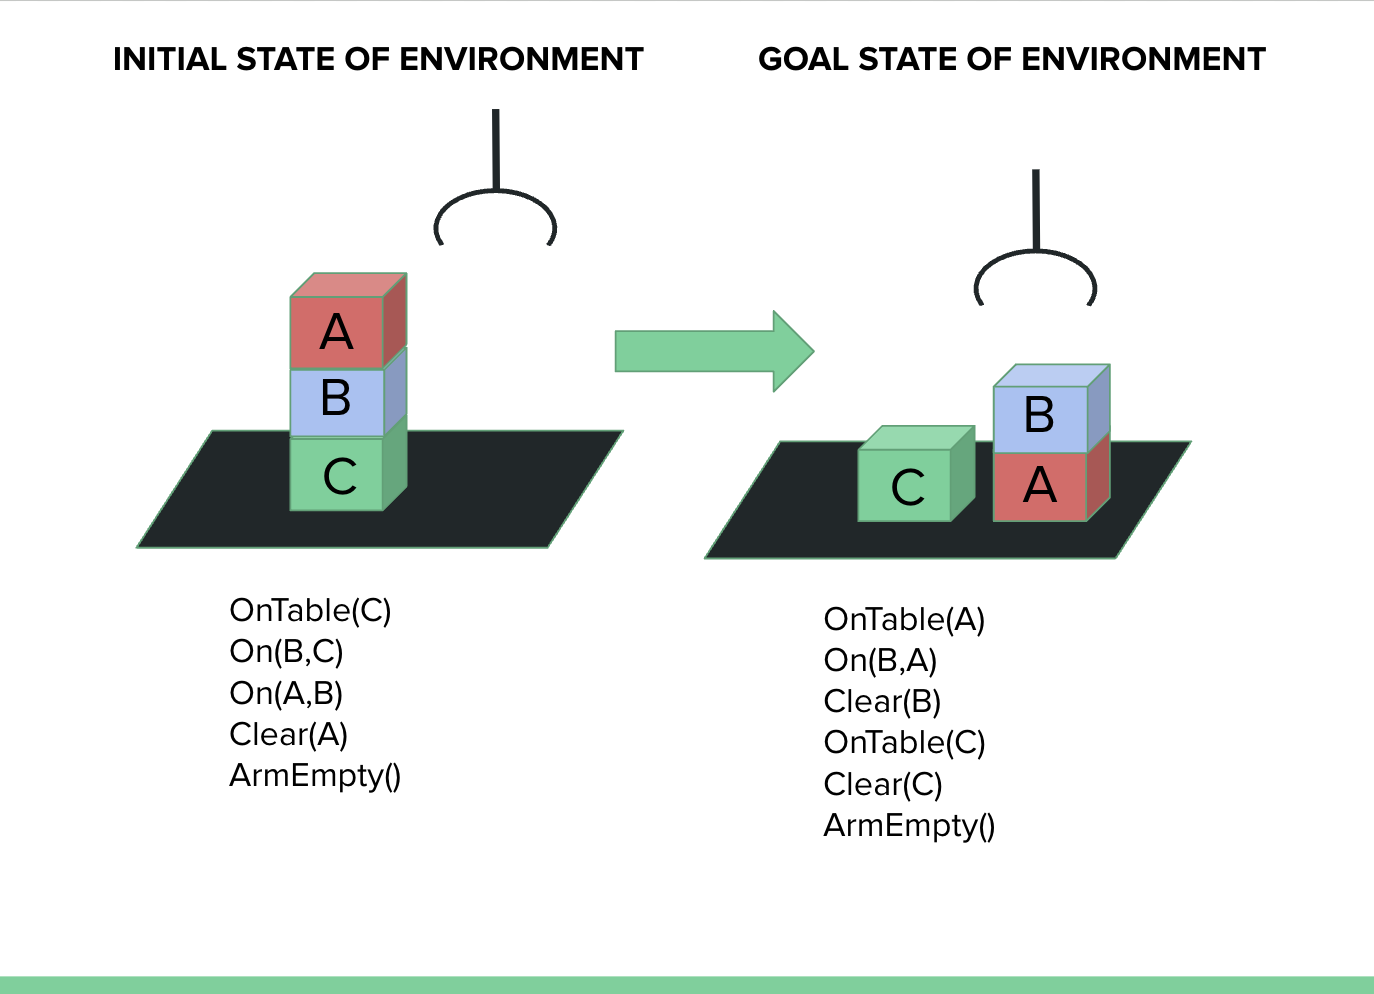 INITIAL STATE OF ENVIRONMENT
A
B
C
OnTable(C)
On(B,C)
On(A,B)
Clear(A)
ArmEmpty()
GOAL STATE OF ENVIRONMENT
B
C
A
OnTable(A)
On(B,A)
Clear(B)
OnTable(C)
Clear(C)
ArmEmpty()